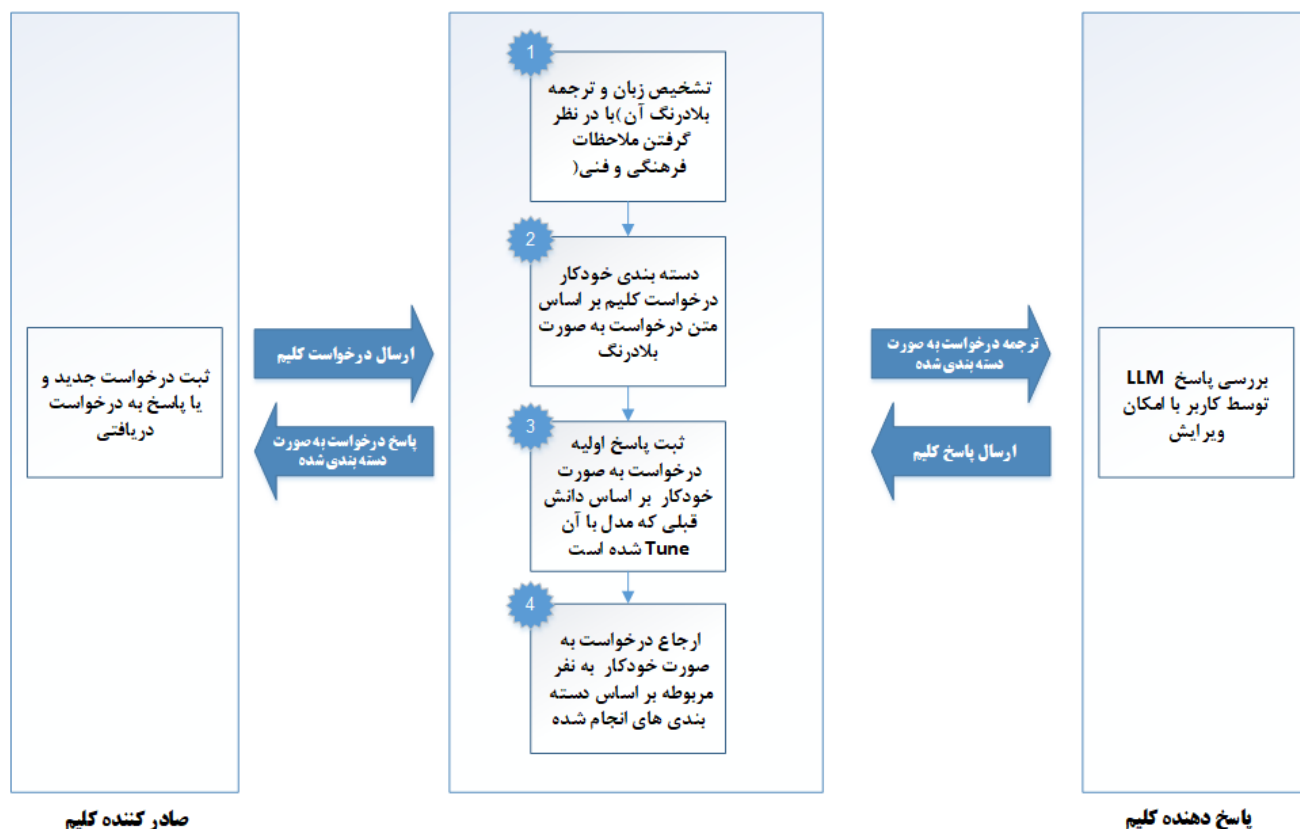 1
تشخیص زبان و ترجمه
بلادرنگ آن )با در نظر
گرفتن ملاحظات
فرهنگی و فنی(
2
دسته بندی خودکار
درخواست کلیم بر اساس
متن درخواست به صورت
بلادرنگ
3
ثبت پاسخ اولیه
درخواست به صورت
خودکار بر اساس دانش
قبلی که مدل با آن
Tune شده است
4
ارجاع درخواست به
صورت خودکار به نفر
مربوطه بر اساس دسته
بندی های انجام شده
ترجمه درخواست به صورت
دسته بندی شده
ارسال پاسخ کلیم
بررسی پاسخ LLM
توسط کاربر با امکان
ویرایش
ارسال درخواست کلیم
پاسخ درخواست به صورت
دسته بندی شده
ثبت درخواست جدید و
یا پاسخ به درخواست
دریافتی
پاسخ دهنده کلیم
صادر کننده کلیم